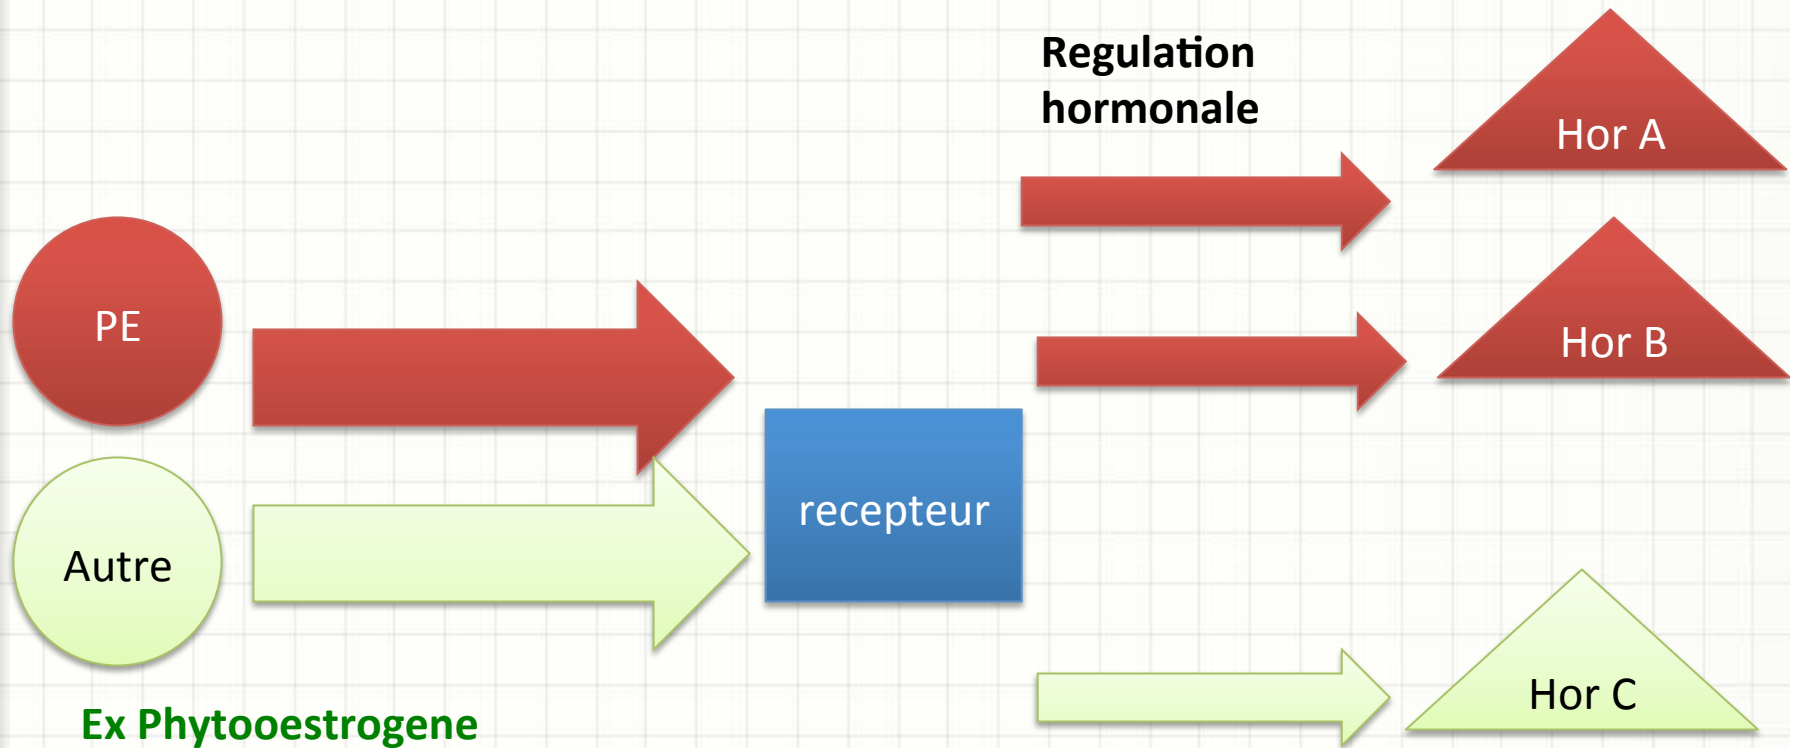 Regulation
hormonale
Hor A
PE
Hor B
recepteur
Autre
Hor C
Ex Phytooestrogene